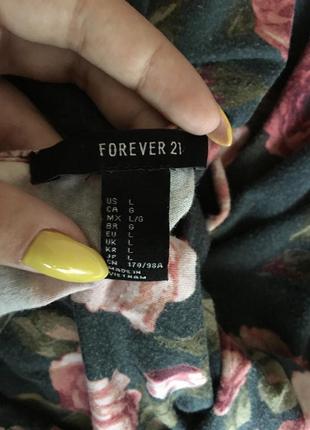 FOREVER 21
US L
CA G
MX L/G
BR G
EU L
UK L
KR L
JP L
CN 170/98A
MADE IN
VIETNAM